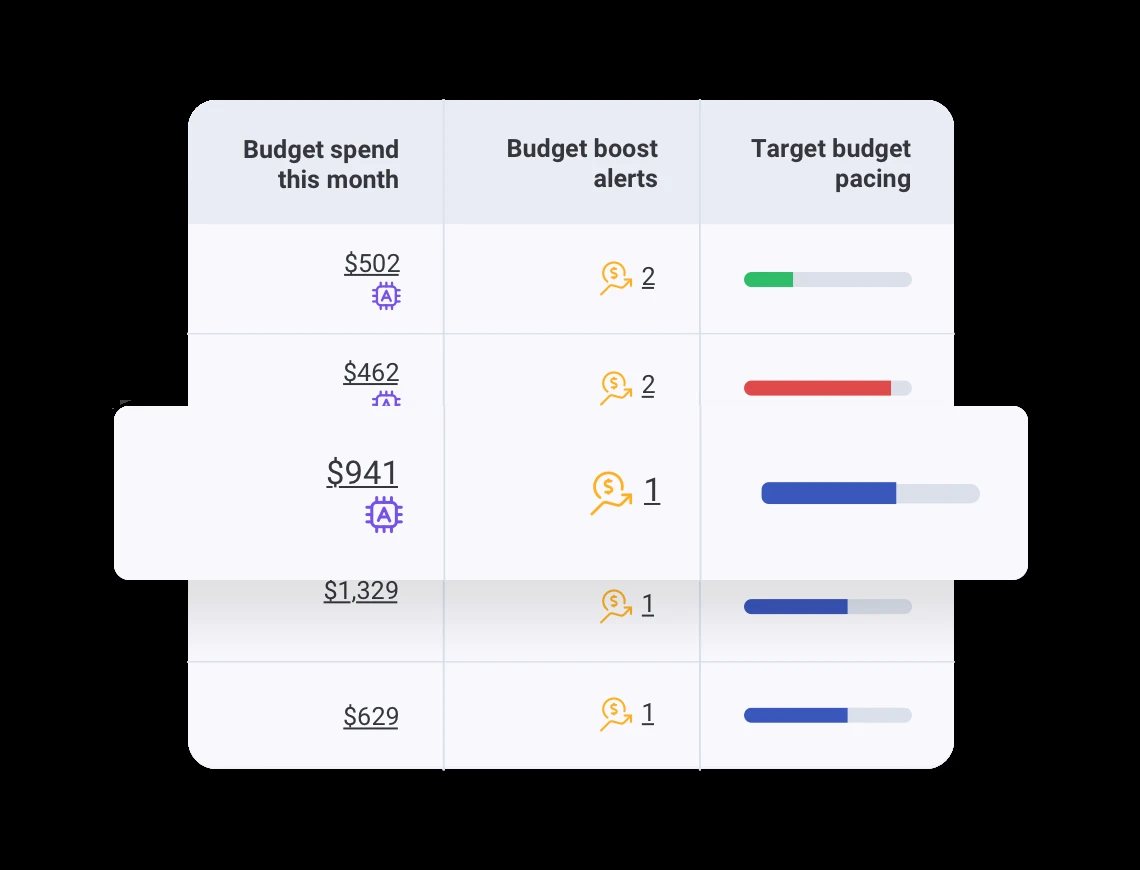 Budget spend
this month
Budget boost
alerts
Target budget
pacing
$502
2
$462
2
$941
1
$1,329
1
$629
1